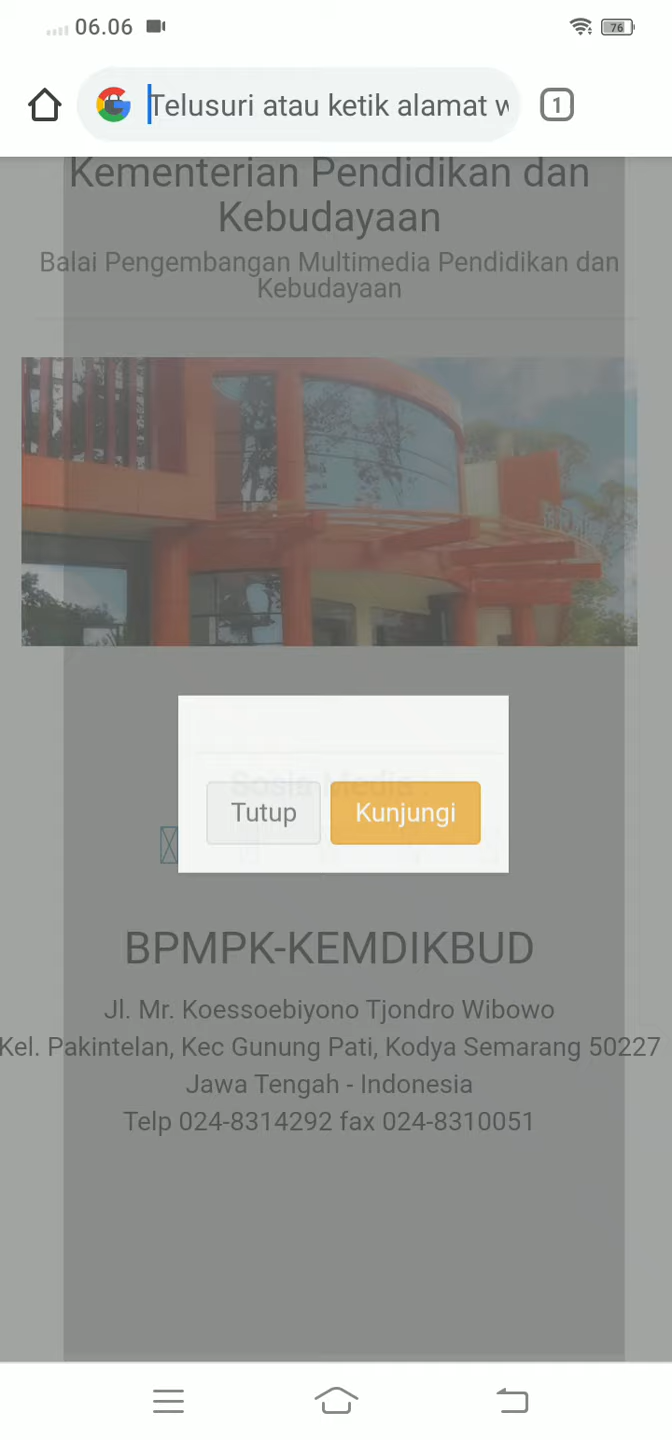 06.06
76
Telusuri atau ketik alamat w
1
Kementerian Pendidikan dan
Kebudayaan
Balai Pengembangan Multimedia Pendidikan dan
Kebudayaan
Sosia Media
Tutup
Kunjungi
BPMPK-KEMDIKBUD
Jl. Mr. Koessoebiyono Tjondro Wibowo
Kel. Pakintelan, Kec Gunung Pati, Kodya Semarang 50227
Jawa Tengah - Indonesia
Telp 024-8314292 fax 024-8310051